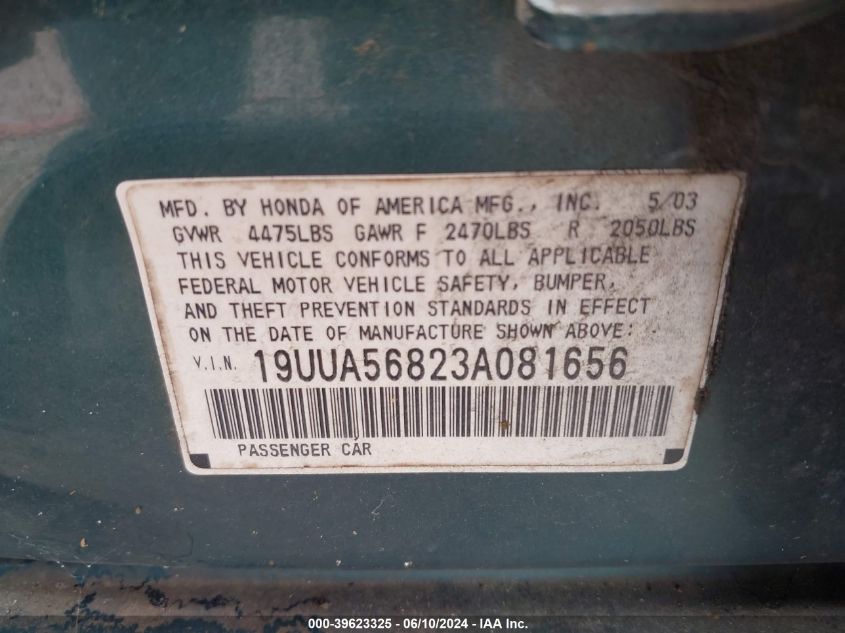 MFD. BY HONDA OF AMERICA MFG., INC. 5/03
GVWR 4475LBS GAWR F 2470LBS R 2050LBS
THIS VEHICLE CONFORMS TO ALL APPLICABLE
FEDERAL MOTOR VEHICLE SAFETY, BUMPER,
AND THEFT PREVENTION STANDARDS IN EFFECT
ON THE DATE OF MANUFACTURE SHOWN ABOVE:
V.I.N. 19UUA56823A081656
PASSENGER CAR
000-39623325 - 06/10/2024 - IAA Inc.